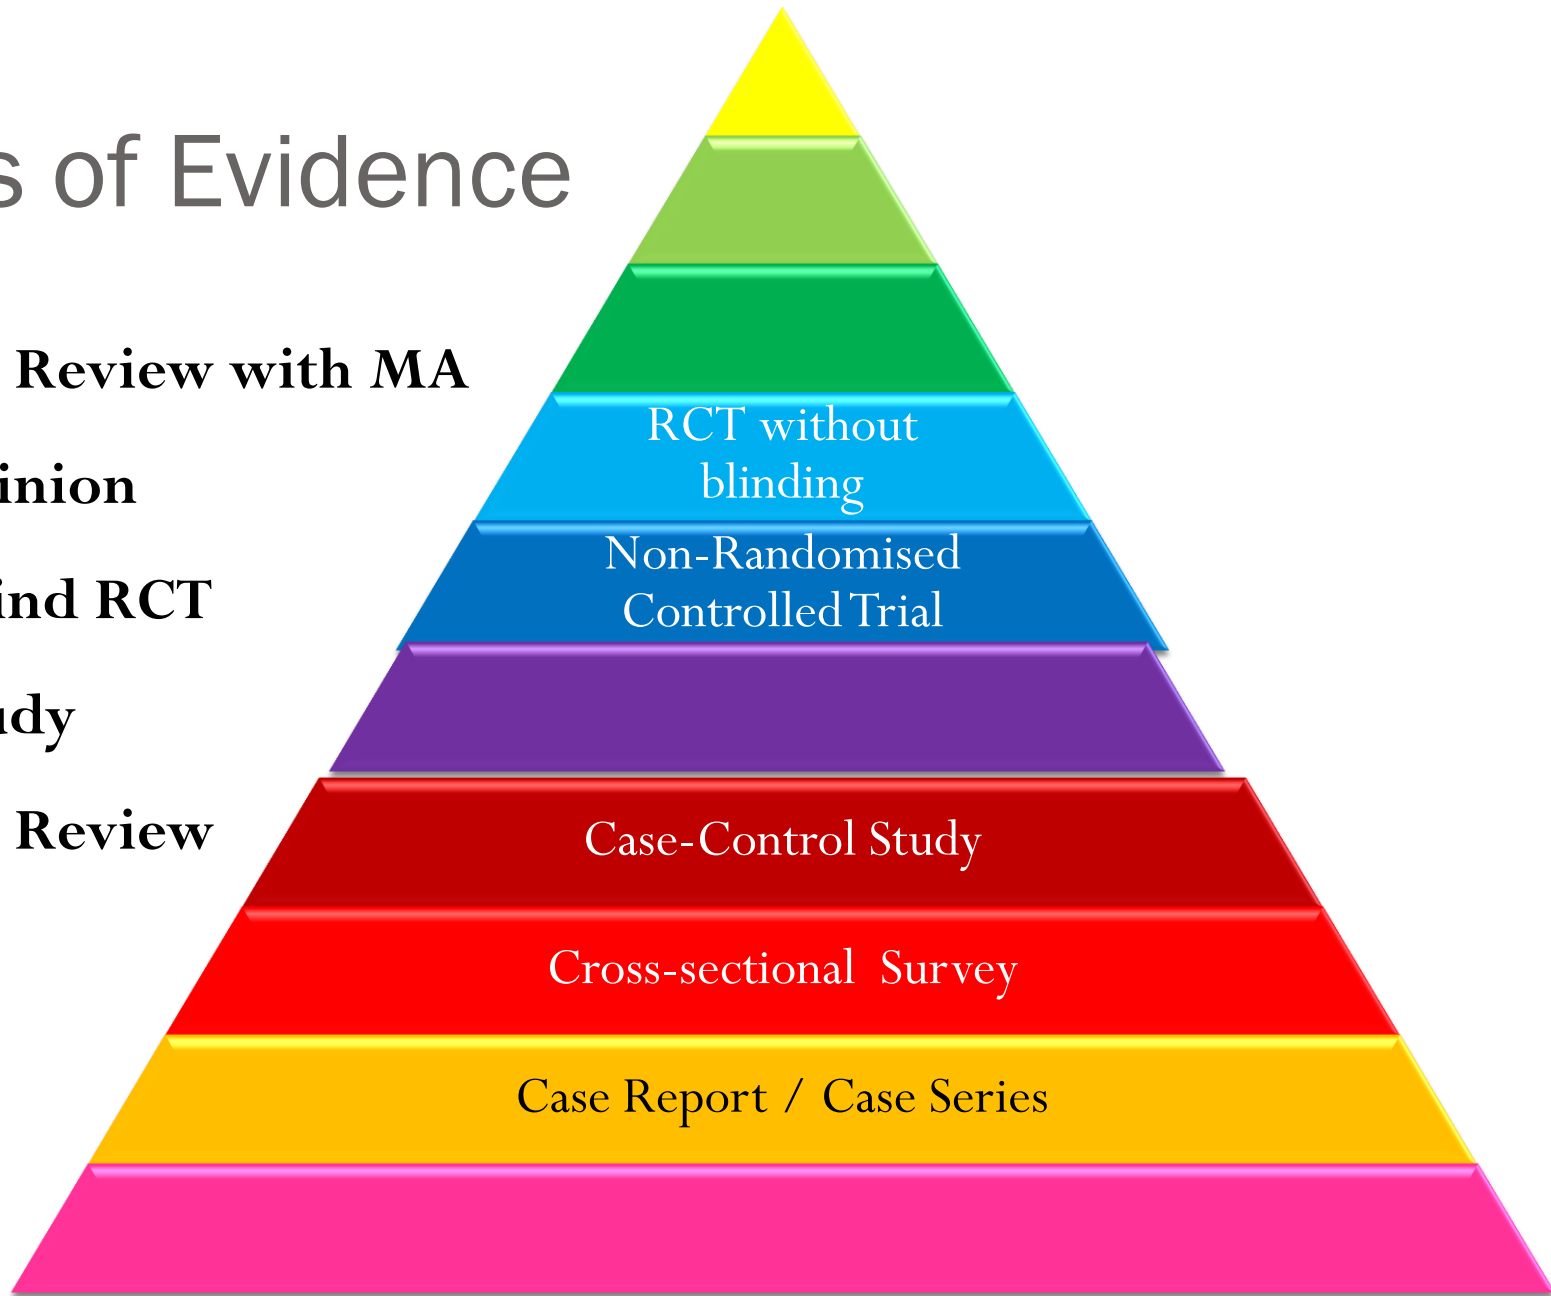 s of Evidence
Review with MA
inion
ind RCT
udy
Review
RCT without
blinding
Non-Randomised
Controlled Trial
Case-Control Study
Cross-sectional Survey
Case Report / Case Series